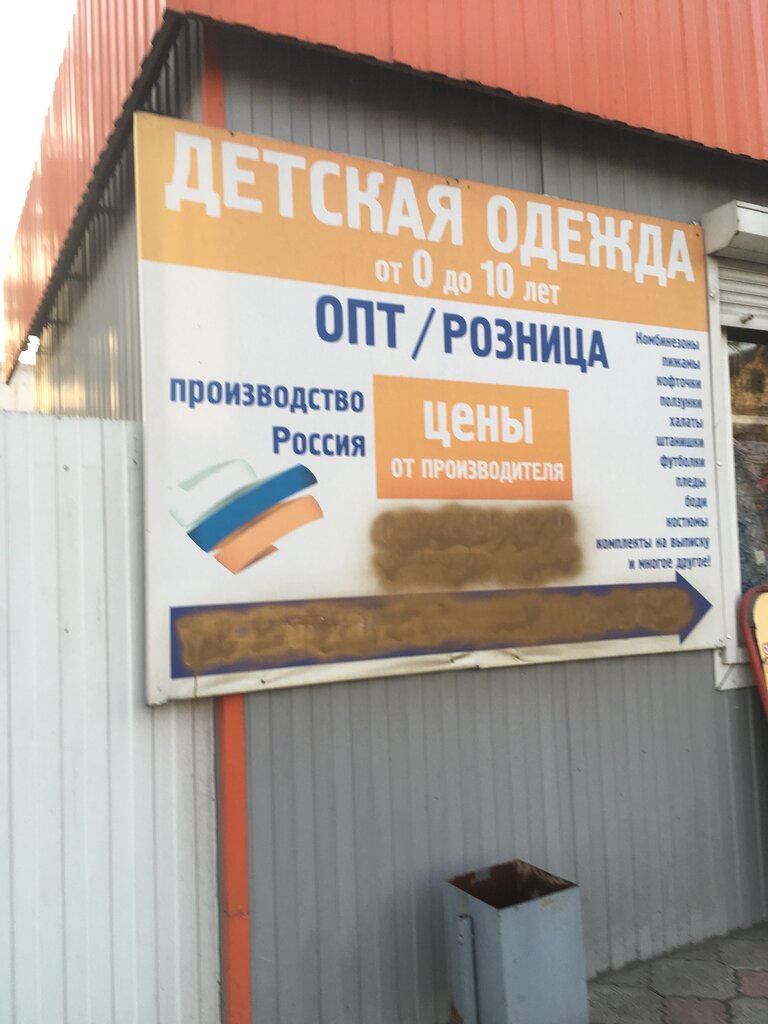 ДЕТСКАЯ ОДЕЖДА
от 0 до 10 лет
ОПТ / РОЗНИЦА
производство
Россия
цены
от производителя
Комбинезоны
пижамы
кофточки
ползунки
халаты
штанишки
футболки
пледы
боди
костюмы
комплекты на выписку
и многое другое!